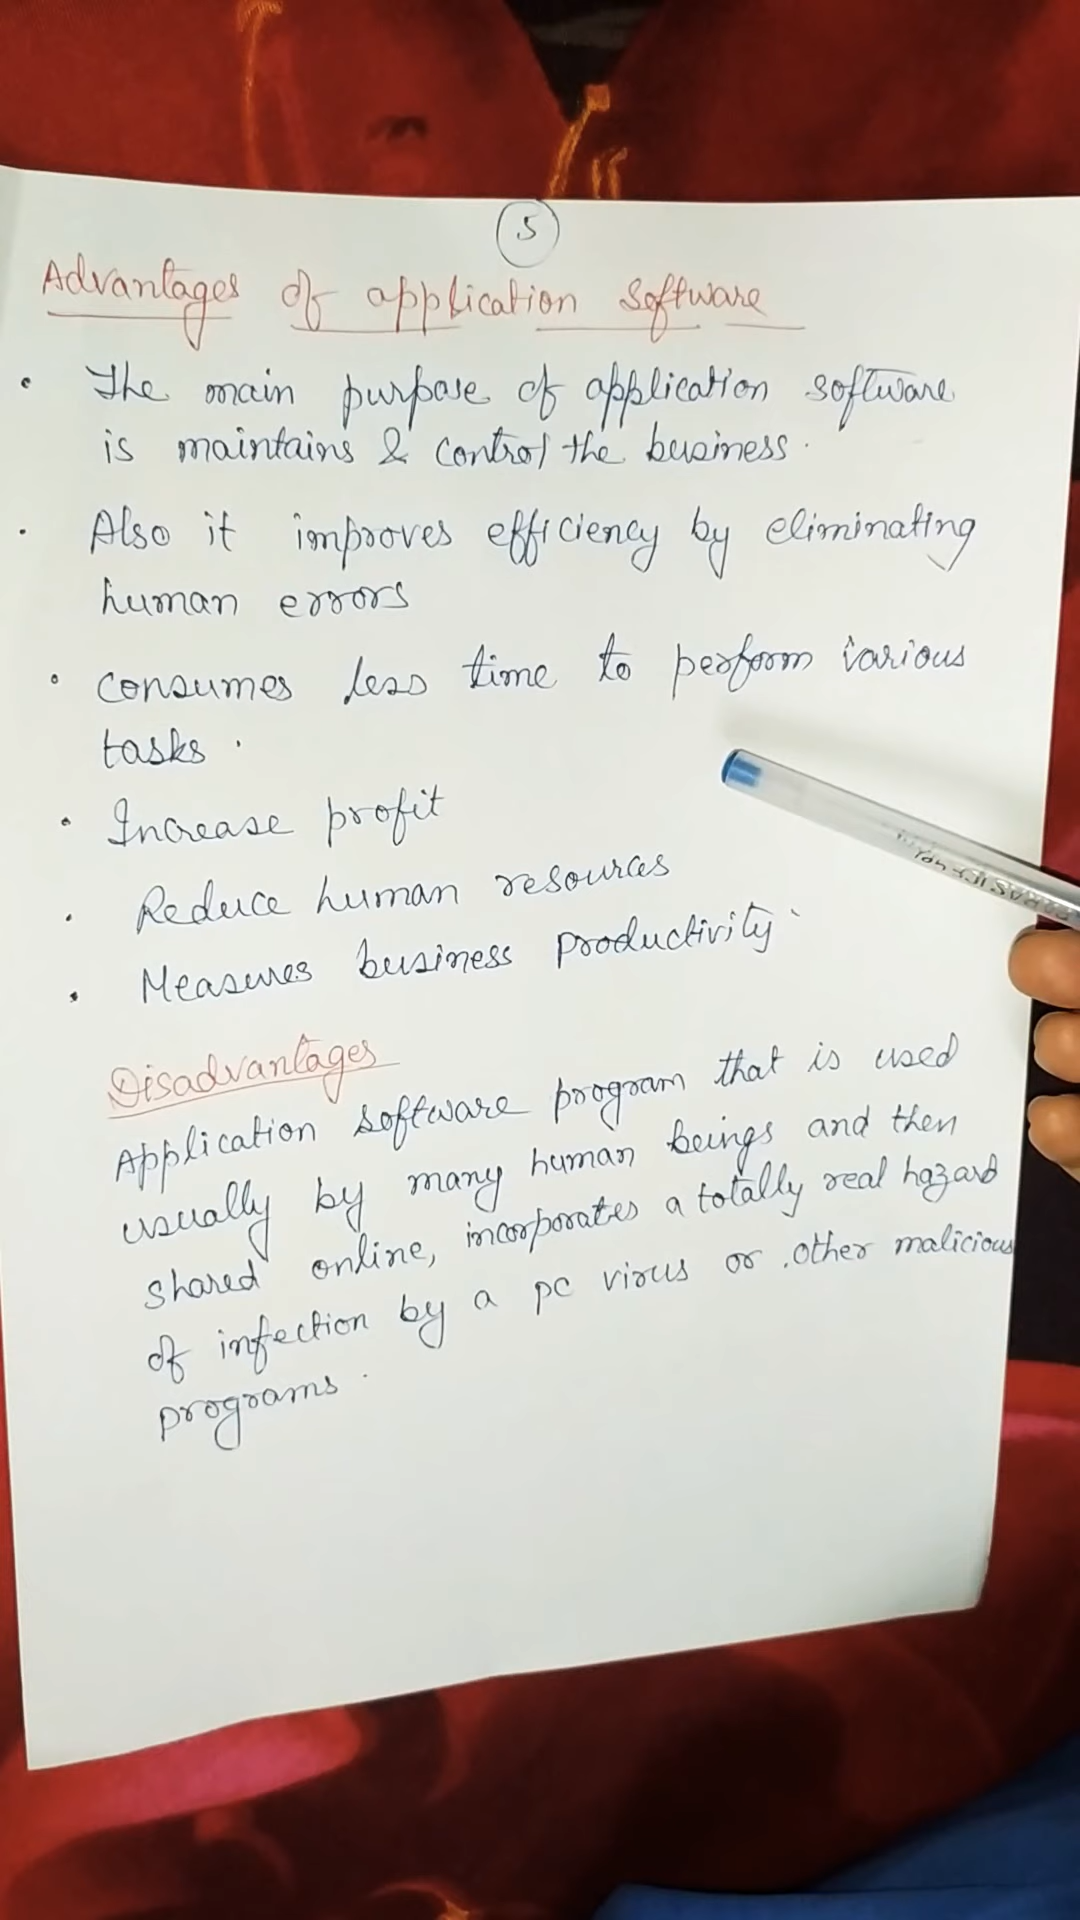 5
Advantages of application software
• The main purpose of application software
is maintains & control the business.
• Also it improves efficiency by eliminating
human errors
• consumes less time to perform various
tasks.
• Increase profit
• Reduce human resources
• Measures business productivity
Disadvantages
Application software program that is used
usually by many human beings and then
shared online, incorporates a totally real hazard
of infection by a pc virus or other malicious
programs.